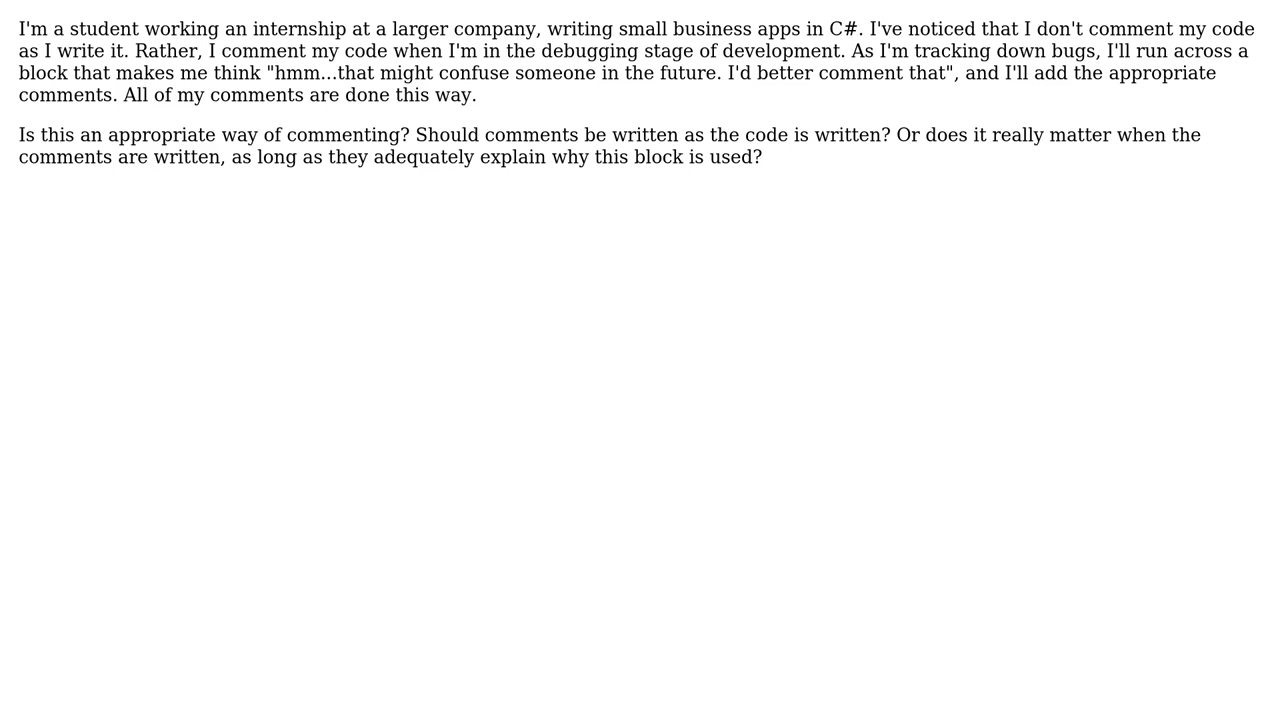 I'm a student working an internship at a larger company, writing small business apps in C#. I've noticed that I don't comment my code
as I write it. Rather, I comment my code when I'm in the debugging stage of development. As I'm tracking down bugs, I'll run across a
block that makes me think "hmm...that might confuse someone in the future. I'd better comment that", and I'll add the appropriate
comments. All of my comments are done this way.
Is this an appropriate way of commenting? Should comments be written as the code is written? Or does it really matter when the
comments are written, as long as they adequately explain why this block is used?